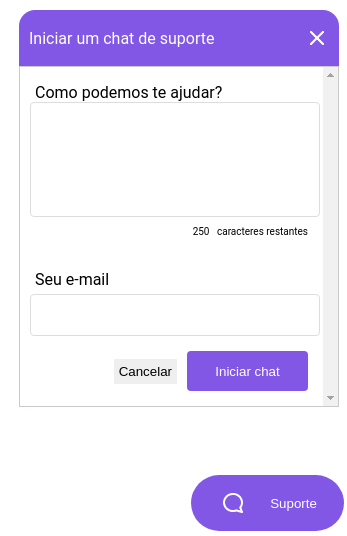 Iniciar um chat de suporte
Como podemos te ajudar?
250 caracteres restantes
Seu e-mail
Cancelar
Iniciar chat
Suporte